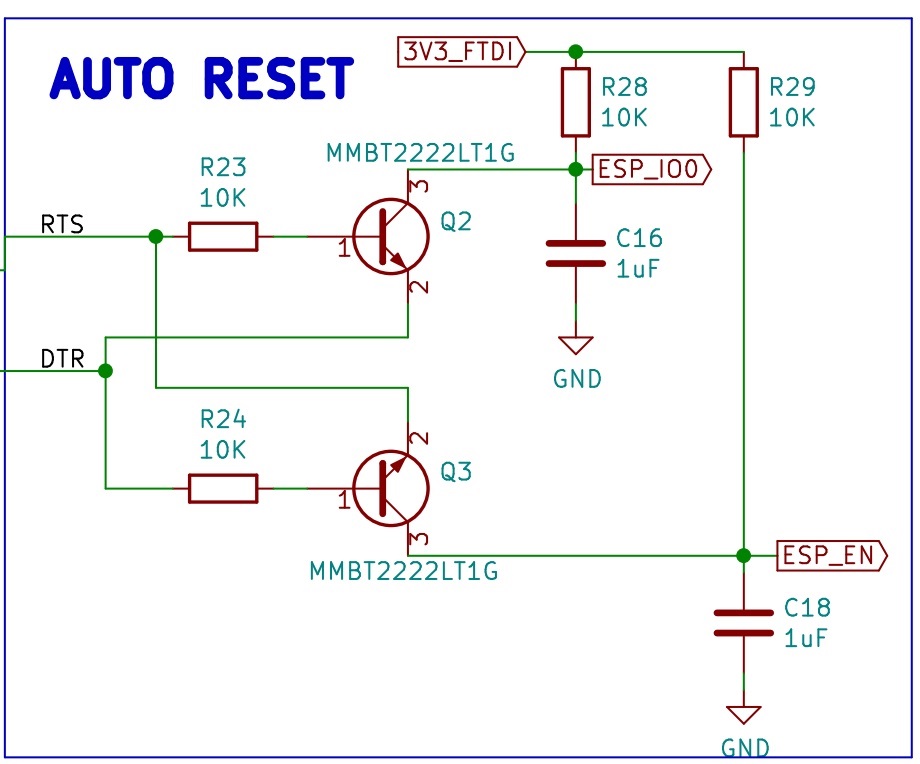 AUTO RESET
3V3_FTDI
R28
10K
R29
10K
MMBT2222LT1G
ESP_IO0
R23
10K
3
Q2
RTS
1
2
C16
1uF
GND
DTR
R24
10K
2
Q3
1
3
ESP_EN
MMBT2222LT1G
C18
1uF
GND